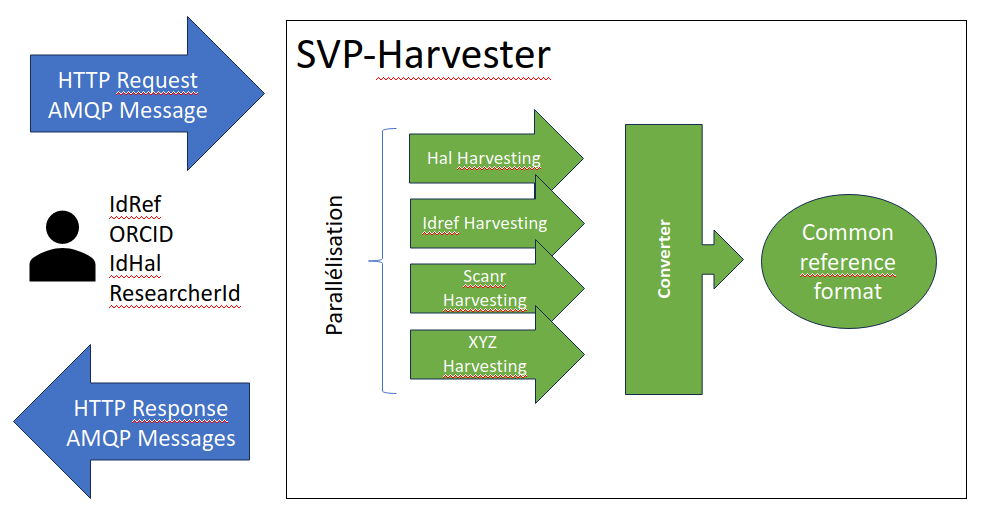 HTTP Request
AMQP Message
IdRef
ORCID
IdHal
ResearcherId
HTTP Response
AMQP Messages
SVP-Harvester
Parallélisation
Hal Harvesting
Idref Harvesting
Scanr
Harvesting
XYZ
Harvesting
Converter
Common
reference
format